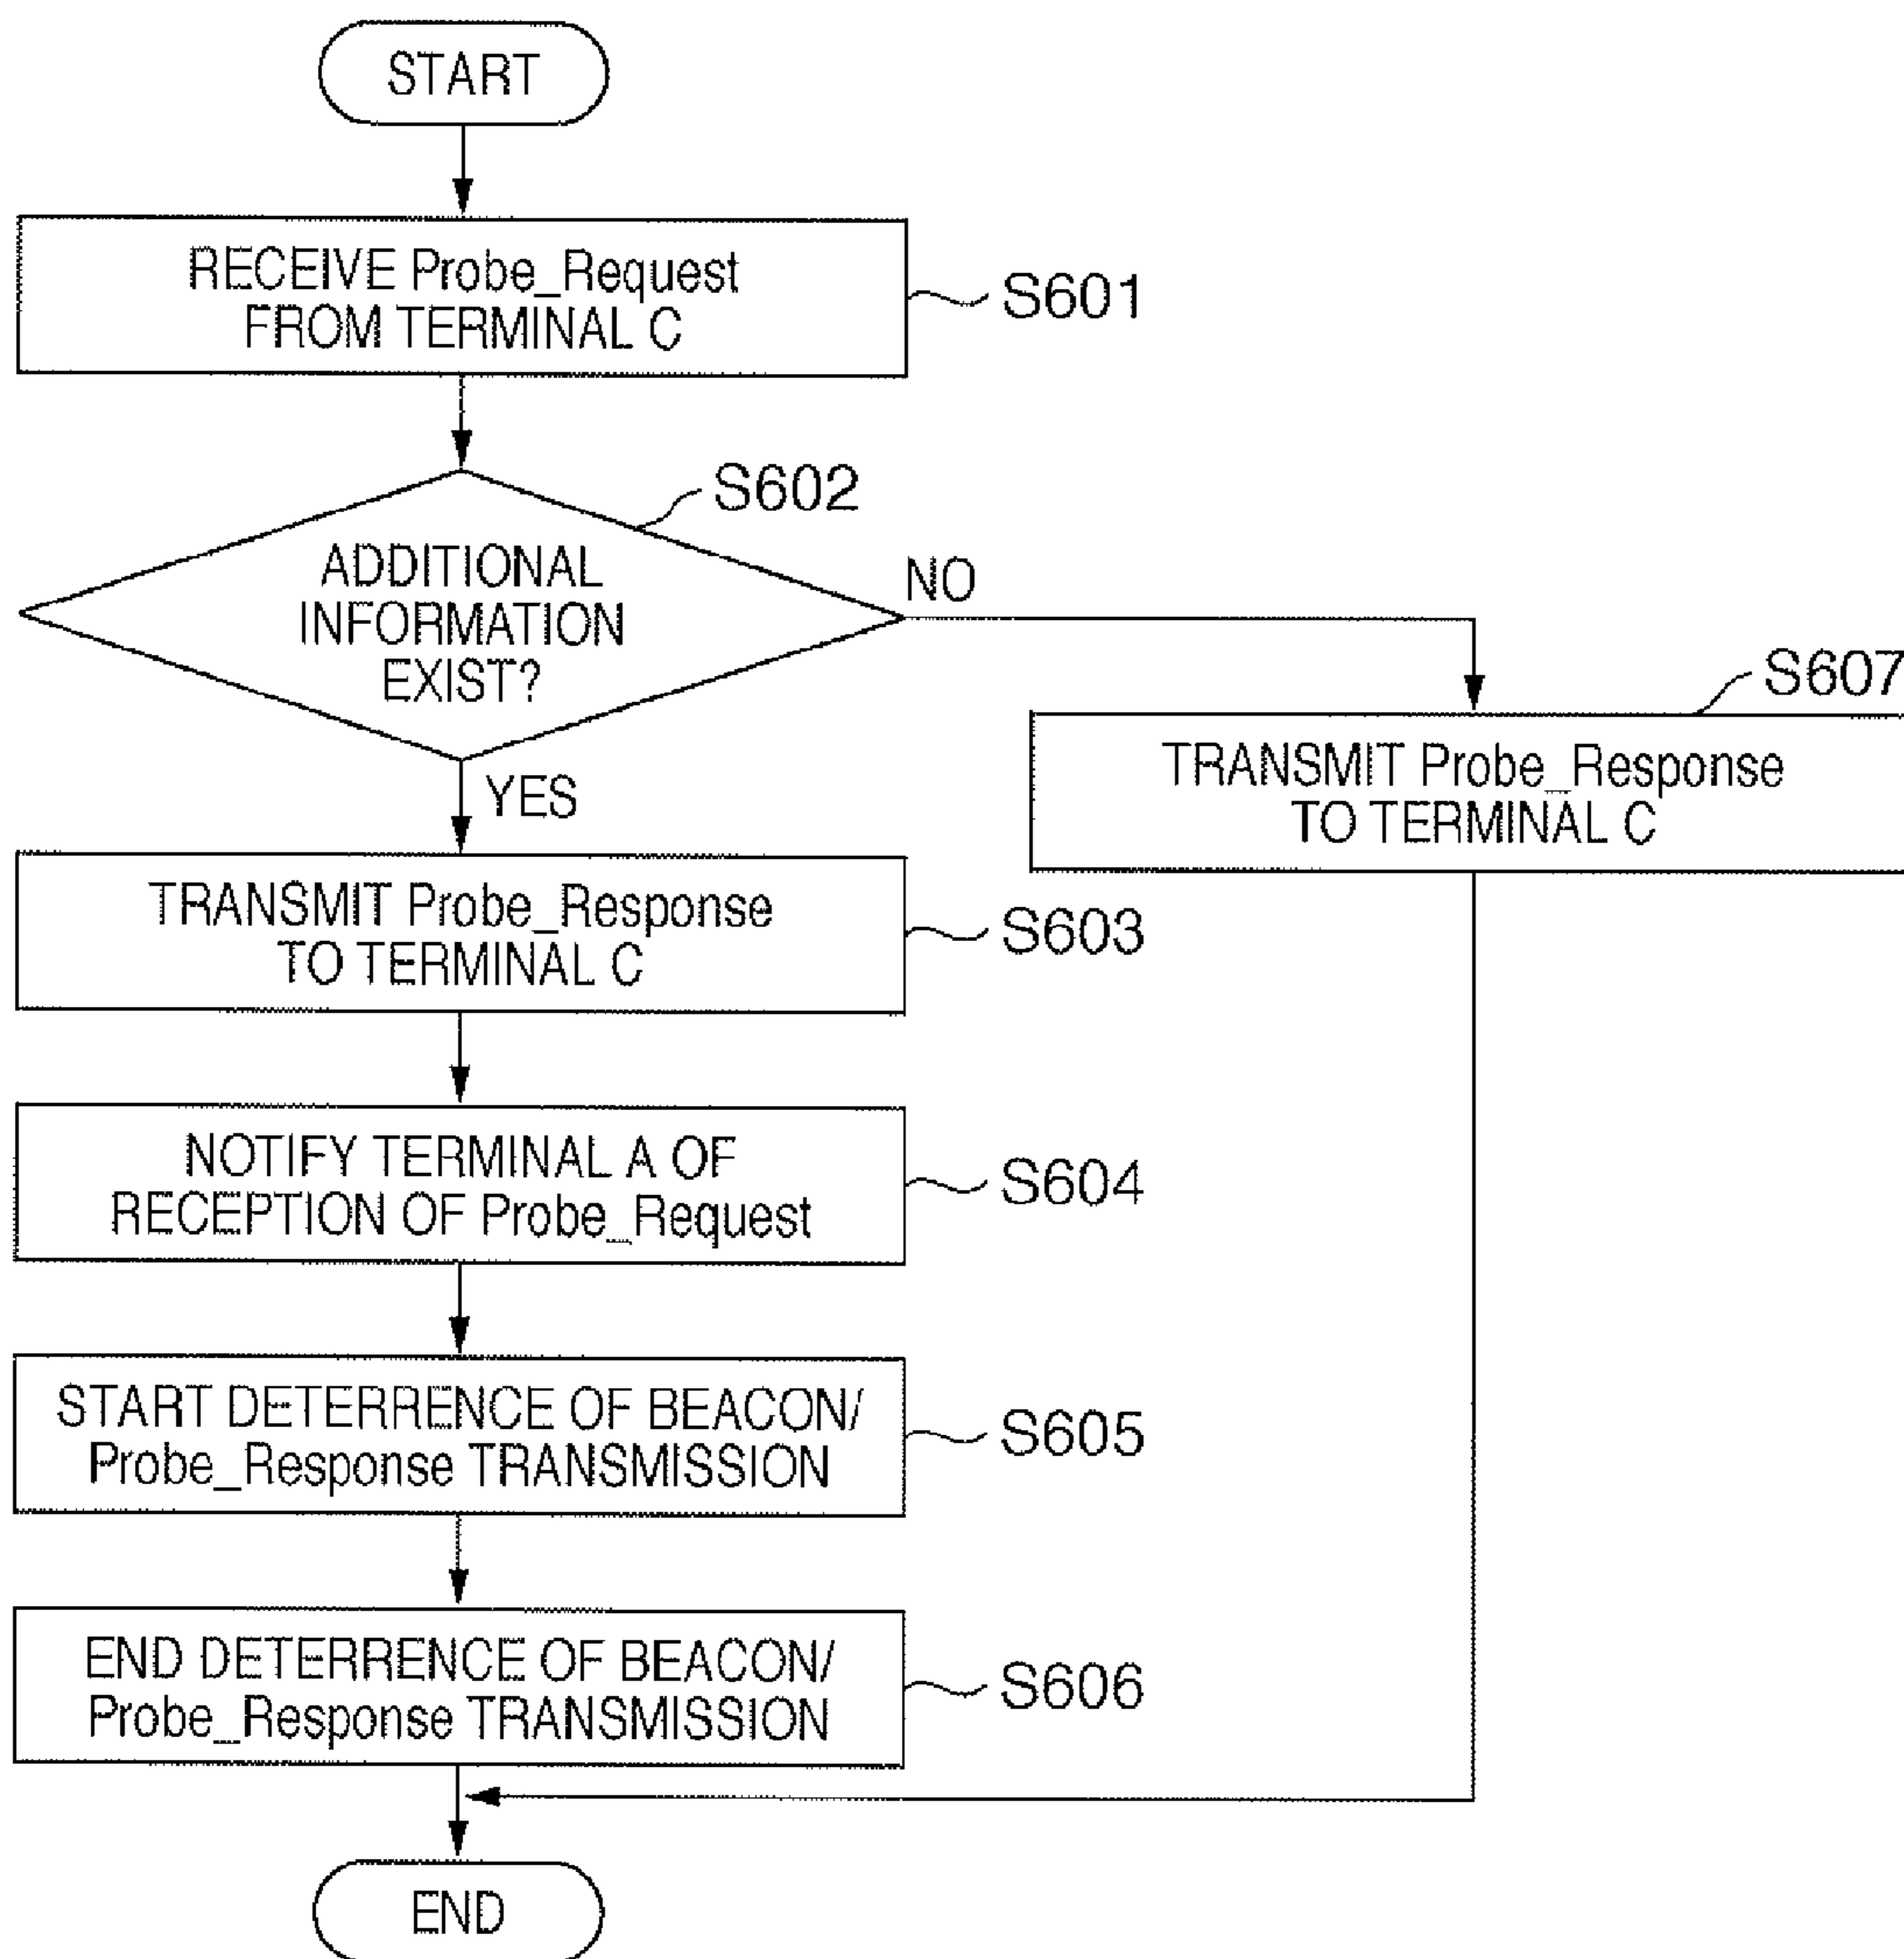 START
RECEIVE Probe_Request
FROM TERMINAL C
S601
S602
ADDITIONAL
INFORMATION
EXIST?
NO
YES
S607
TRANSMIT Probe_Response
TO TERMINAL C
TRANSMIT Probe_Response
TO TERMINAL C
S603
NOTIFY TERMINAL A OF
RECEPTION OF Probe_Request
S604
START DETERRENCE OF BEACON/
Probe_Response TRANSMISSION
S605
END DETERRENCE OF BEACON/
Probe_Response TRANSMISSION
S606
END